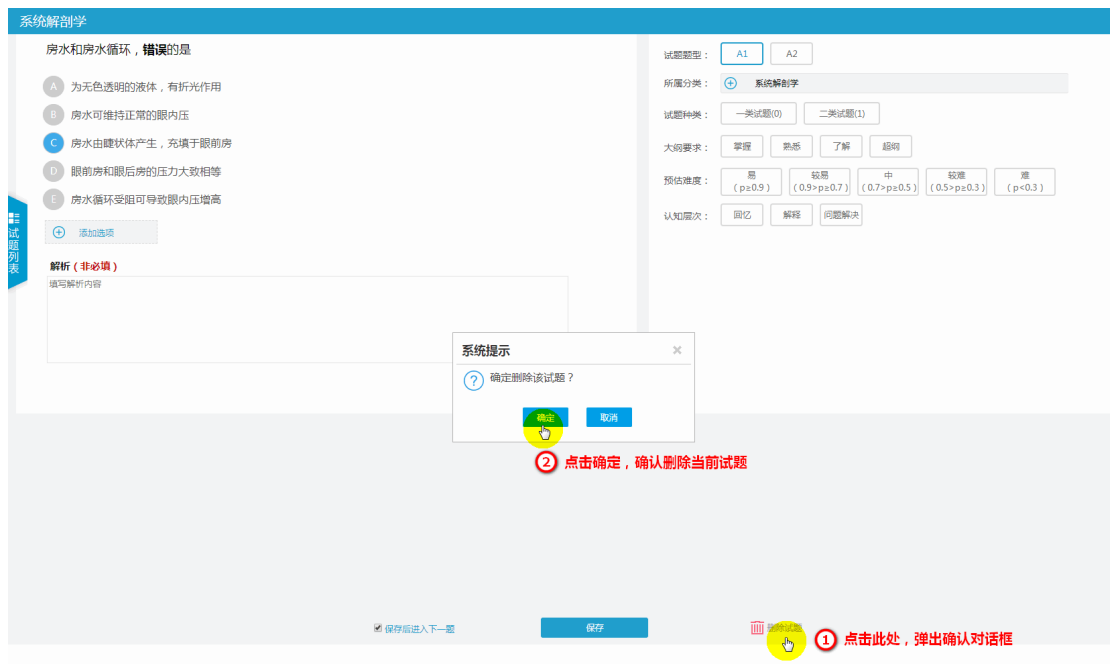 系统解剖学
房水和房水循环，错误的是
A 为无色透明的液体，有折光作用
B 房水可维持正常的眼内压
C 房水由睫状体产生，充填于眼前房
D 眼前房和眼后房的压力大致相等
E 房水循环受阻可导致眼内压增高
添加选项
试题列表
解析（非必填）
填写解析内容
试题题型： A1 A2
所属分类： 系统解剖学
试题种类： 一类试题(0) 二类试题(1)
大纲要求： 掌握 熟悉 了解 超纲
预估难度： 易 较易 中 较难 难
（p≥0.9） （0.9>p≥0.7） （0.7>p≥0.5） （0.5>p≥0.3） （p<0.3）
认知层次： 回忆 解释 问题解决
系统提示 ×
? 确定删除该试题？
确定 取消
2 点击确定，确认删除当前试题
保存后进入下一题 保存 删除试题
1 点击此处，弹出确认对话框